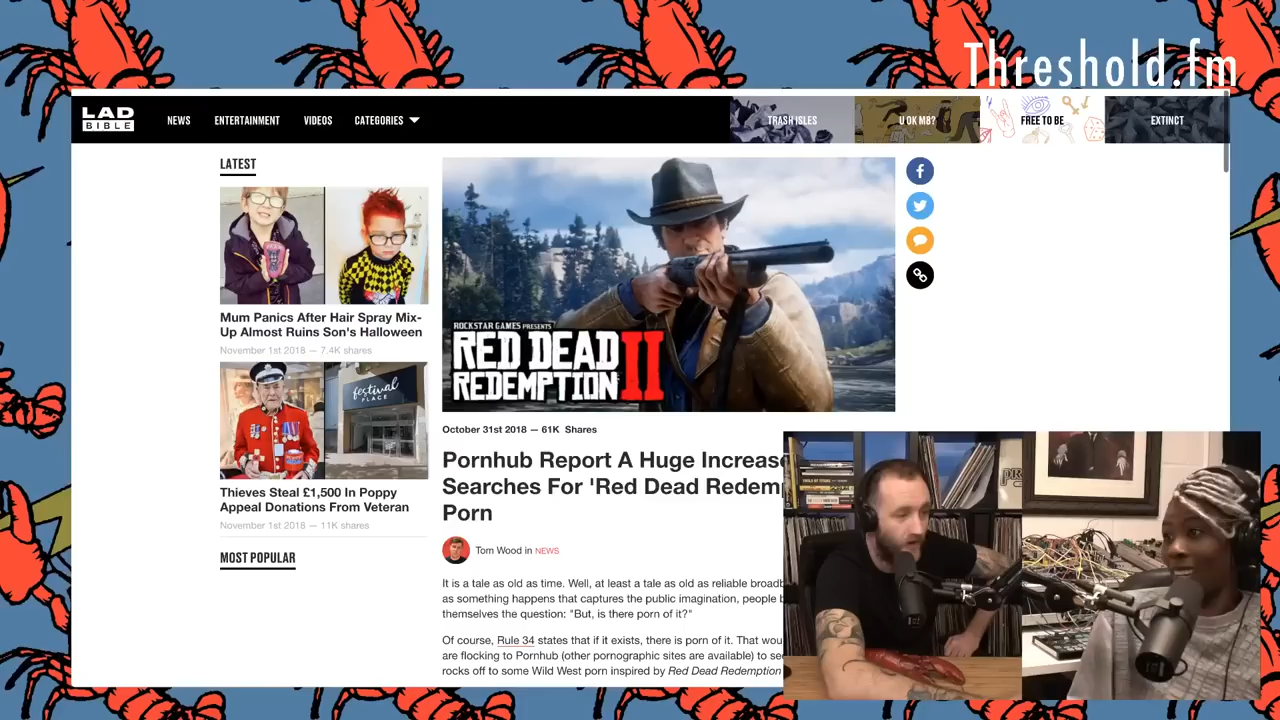 Threshold.fm
LAD
BIBLE
NEWS
ENTERTAINMENT
VIDEOS
CATEGORIES
TRASH ISLES
U OK M8?
FREE TO BE
EXTINCT
LATEST
Mum Panics After Hair Spray Mix-
Up Almost Ruins Son's Halloween
November 1st 2018 — 7.4K shares
festival
PLACE
Thieves Steal £1,500 In Poppy
Appeal Donations From Veteran
November 1st 2018 — 11K shares
MOST POPULAR
ROCKSTAR GAMES PRESENTS
RED DEAD
REDEMPTION II
October 31st 2018 — 61K Shares
Pornhub Report A Huge Increase
Searches For 'Red Dead Redemp
Porn
Tom Wood in NEWS
It is a tale as old as time. Well, at least a tale as old as reliable broadb
as something happens that captures the public imagination, people b
themselves the question: "But, is there porn of it?"
Of course, Rule 34 states that if it exists, there is porn of it. That wou
are flocking to Pornhub (other pornographic sites are available) to se
rocks off to some Wild West porn inspired by Red Dead Redemption